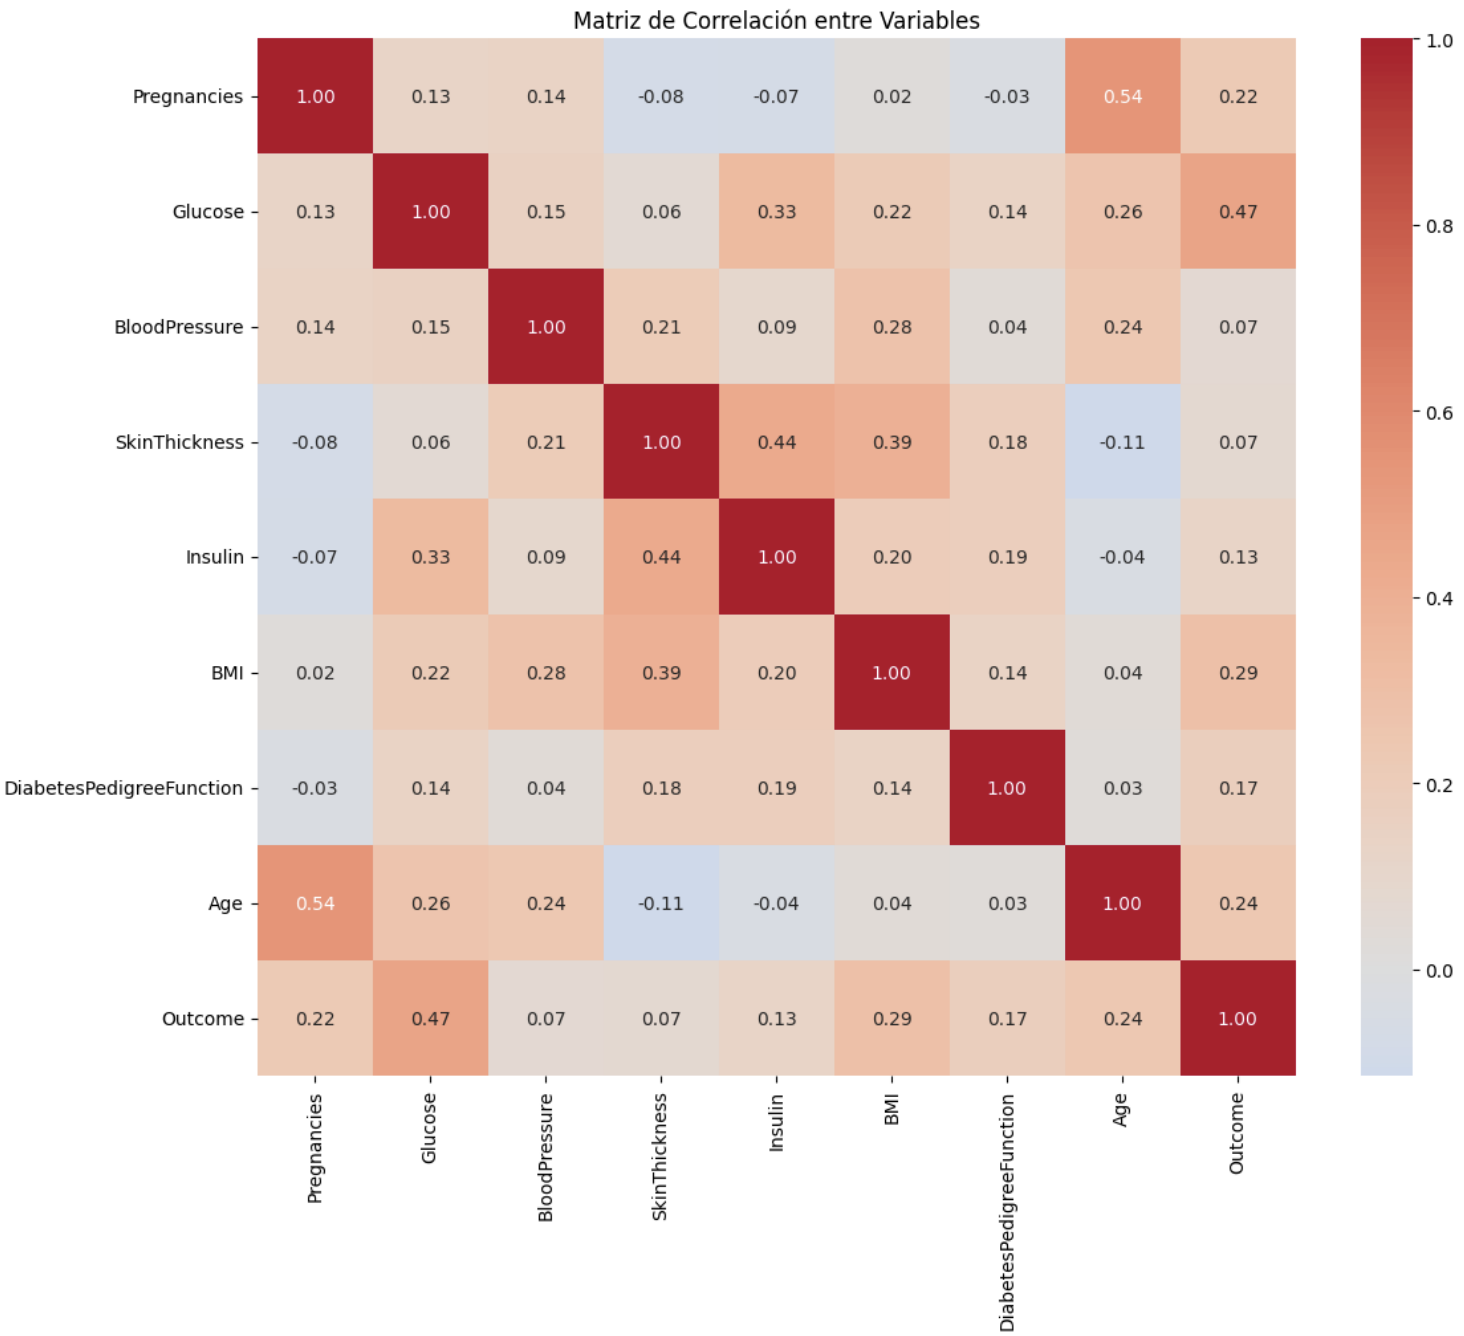 Matriz de Correlación entre Variables
Pregnancies 1.00 0.13 0.14 -0.08 -0.07 0.02 -0.03 0.54 0.22
Glucose 0.13 1.00 0.15 0.06 0.33 0.22 0.14 0.26 0.47
BloodPressure 0.14 0.15 1.00 0.21 0.09 0.28 0.04 0.24 0.07
SkinThickness -0.08 0.06 0.21 1.00 0.44 0.39 0.18 -0.11 0.07
Insulin -0.07 0.33 0.09 0.44 1.00 0.20 0.19 -0.04 0.13
BMI 0.02 0.22 0.28 0.39 0.20 1.00 0.14 0.04 0.29
DiabetesPedigreeFunction -0.03 0.14 0.04 0.18 0.19 0.14 1.00 0.03 0.17
Age 0.54 0.26 0.24 -0.11 -0.04 0.04 0.03 1.00 0.24
Outcome 0.22 0.47 0.07 0.07 0.13 0.29 0.17 0.24 1.00
Pregnancies
Glucose
BloodPressure
SkinThickness
Insulin
BMI
DiabetesPedigreeFunction
Age
Outcome
1.0
0.8
0.6
0.4
0.2
0.0